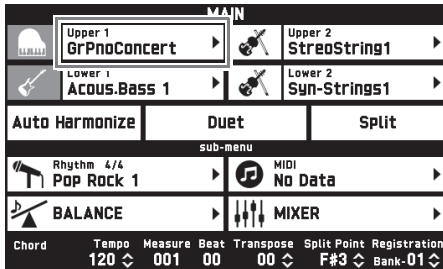 MAIN
Upper 1
GrPnoConcert
Upper 2
StreoString1
Lower 1
Acous.Bass 1
Lower 2
Syn-Strings1
Auto Harmonize Duet Split
sub-menu
Rhythm 4/4
Pop Rock 1
MIDI
No Data
BALANCE
MIXER
Chord Tempo Measure Beat Transpose Split Point Registration
120 001 00 00 F#3 Bank-01